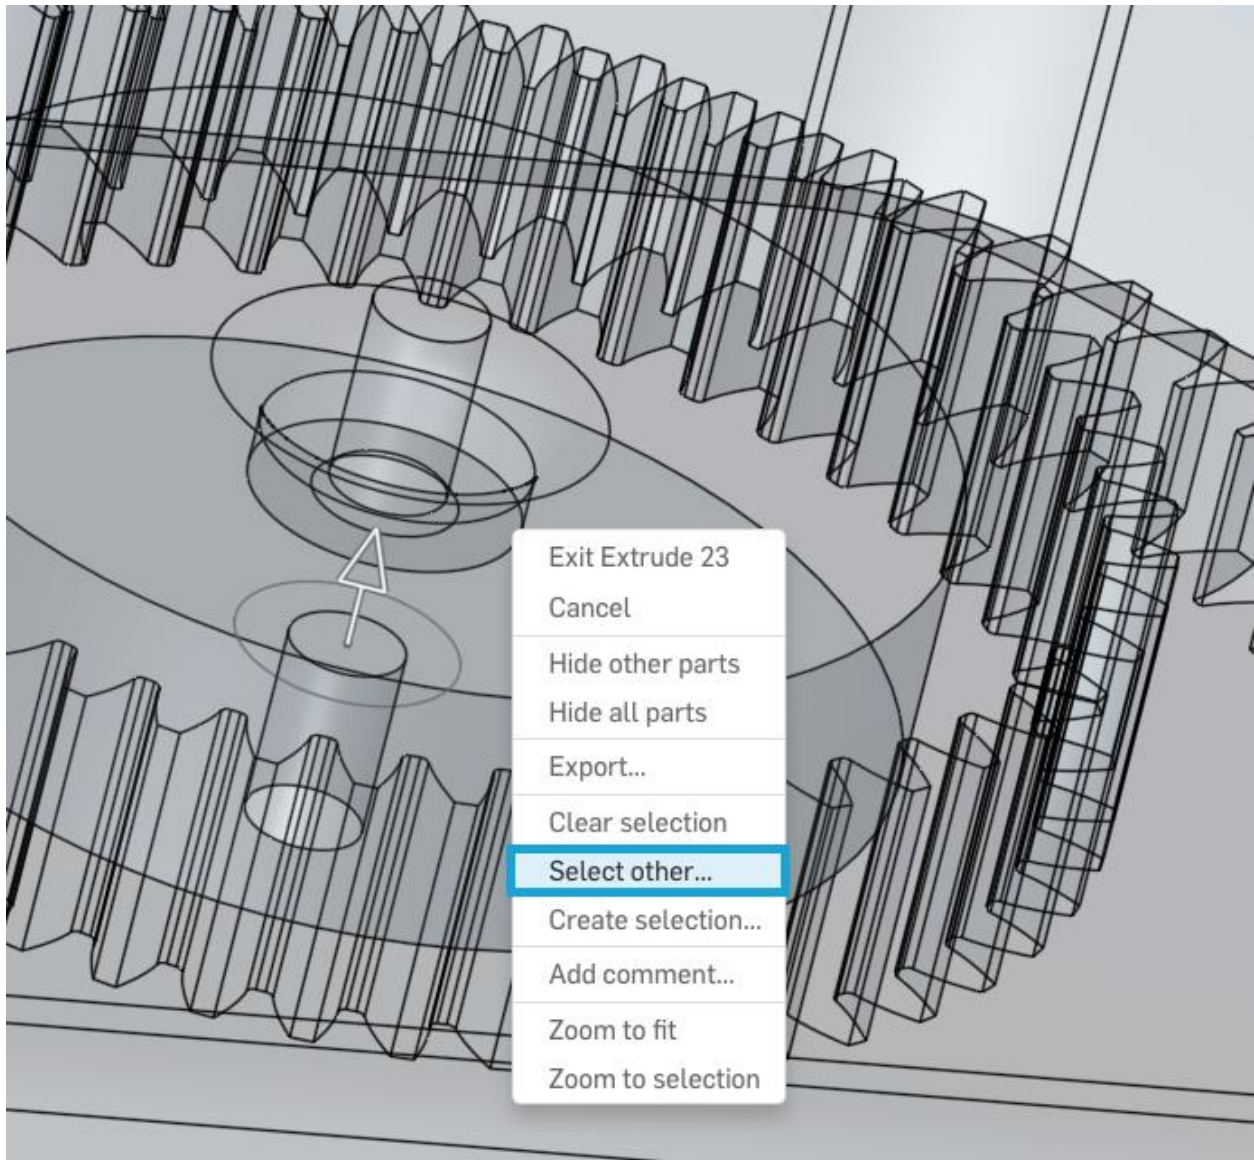 Exit Extrude 23
Cancel
Hide other parts
Hide all parts
Export...
Clear selection
Select other...
Create selection...
Add comment...
Zoom to fit
Zoom to selection